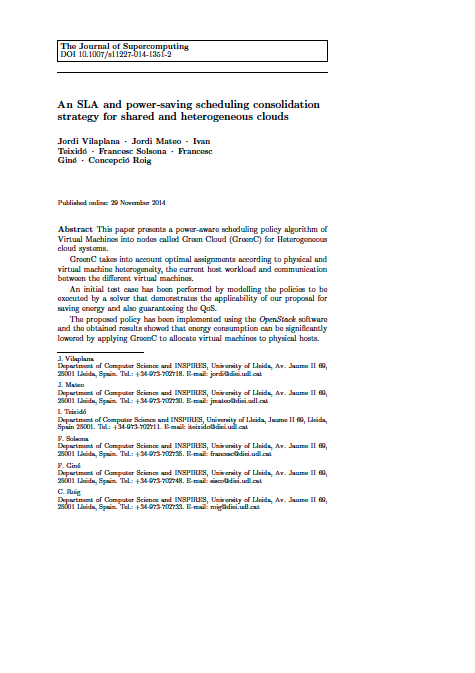 The Journal of Supercomputing
DOI 10.1007/s11227-014-1351-2
An SLA and power-saving scheduling consolidation
strategy for shared and heterogeneous clouds
Jordi Vilaplana · Jordi Mateo · Ivan
Teixidó · Francesc Solsona · Francesc
Giné · Concepció Roig
Published online: 29 November 2014
Abstract This paper presents a power-aware scheduling policy algorithm of
Virtual Machines into nodes called Green Cloud (GreenC) for Heterogeneous
cloud systems.
GreenC takes into account optimal assignments according to physical and
virtual machine heterogeneity, the current host workload and communication
between the different virtual machines.
An initial test case has been performed by modelling the policies to be
executed by a solver that demonstrates the applicability of our proposal for
saving energy and also guaranteeing the QoS.
The proposed policy has been implemented using the OpenStack software
and the obtained results showed that energy consumption can be significantly
lowered by applying GreenC to allocate virtual machines to physical hosts.
J. Vilaplana
Department of Computer Science and INSPIRES, University of Lleida, Av. Jaume II 69,
25001 Lleida, Spain. Tel.: +34-973-702718. E-mail: jordi@diei.udl.cat
J. Mateo
Department of Computer Science and INSPIRES, University of Lleida, Av. Jaume II 69,
25001 Lleida, Spain. Tel.: +34-973-702730. E-mail: jmateo@diei.udl.cat
I. Teixidó
Department of Computer Science and INSPIRES, University of Lleida, Jaume II 69, Lleida,
Spain 25001. Tel.: +34-973-702711. E-mail: iteixido@diei.udl.cat
F. Solsona
Department of Computer Science and INSPIRES, University of Lleida, Av. Jaume II 69,
25001 Lleida, Spain. Tel.: +34-973-702735. E-mail: francesc@diei.udl.cat
F. Giné
Department of Computer Science and INSPIRES, University of Lleida, Av. Jaume II 69,
25001 Lleida, Spain. Tel.: +34-973-702748. E-mail: sisco@diei.udl.cat
C. Roig
Department of Computer Science and INSPIRES, University of Lleida, Av. Jaume II 69,
25001 Lleida, Spain. Tel.: +34-973-702733. E-mail: roig@diei.udl.cat